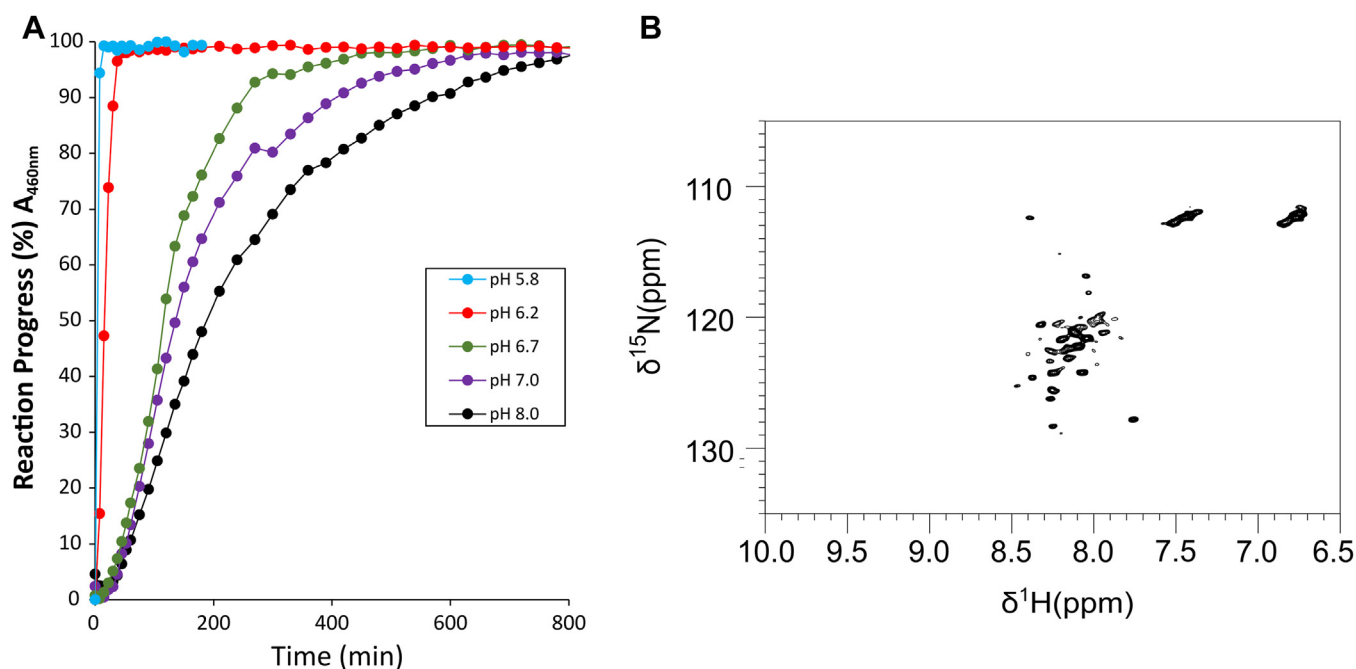 A
Reaction Progress (%) A460nm
100
90
80
70
60
50
40
30
20
10
0
0 200 400 600 800
Time (min)
pH 5.8
pH 6.2
pH 6.7
pH 7.0
pH 8.0
B
δ15N(ppm)
110
120
130
10.0 9.5 9.0 8.5 8.0 7.5 7.0 6.5
δ1H(ppm)